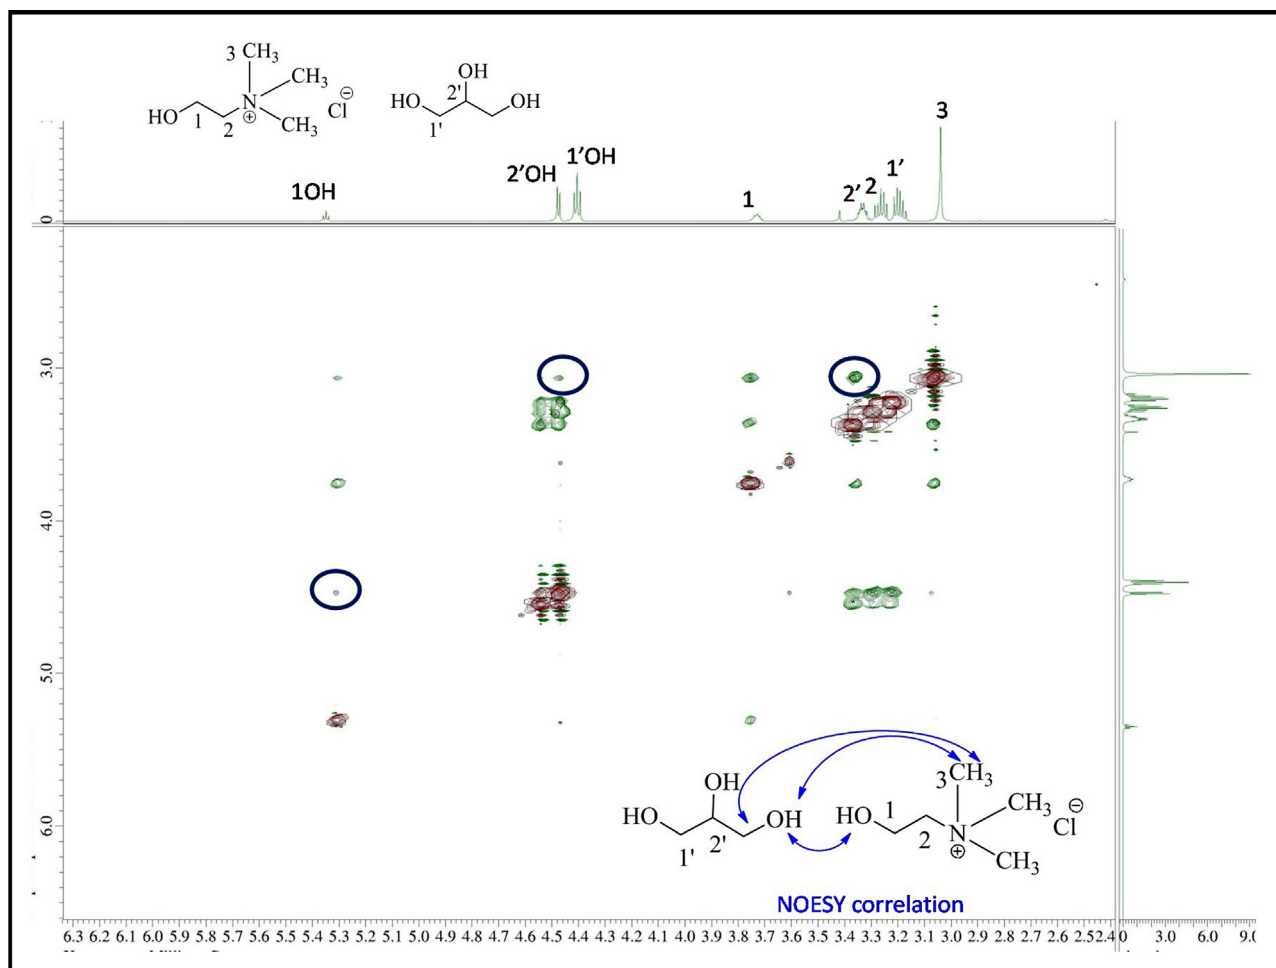 3 CH3
CH3
HO
1
2
N
⊕
CH3
Cl
⊖
OH
HO
2'
OH
1'
1OH
2'OH
1'OH
1
2'
2
1'
3
0
3.0
4.0
5.0
6.0
OH
HO
2'
OH
1'
3CH3
HO
1
2
N
⊕
CH3
CH3
Cl
⊖
NOESY correlation
6.3 6.2 6.1 6.0 5.9 5.8 5.7 5.6 5.5 5.4 5.3 5.2 5.1 5.0 4.9 4.8 4.7 4.6 4.5 4.4 4.3 4.2 4.1 4.0 3.9 3.8 3.7 3.6 3.5 3.4 3.3 3.2 3.1 3.0 2.9 2.8 2.7 2.6 2.5 2.4 0 3.0 6.0 9.0